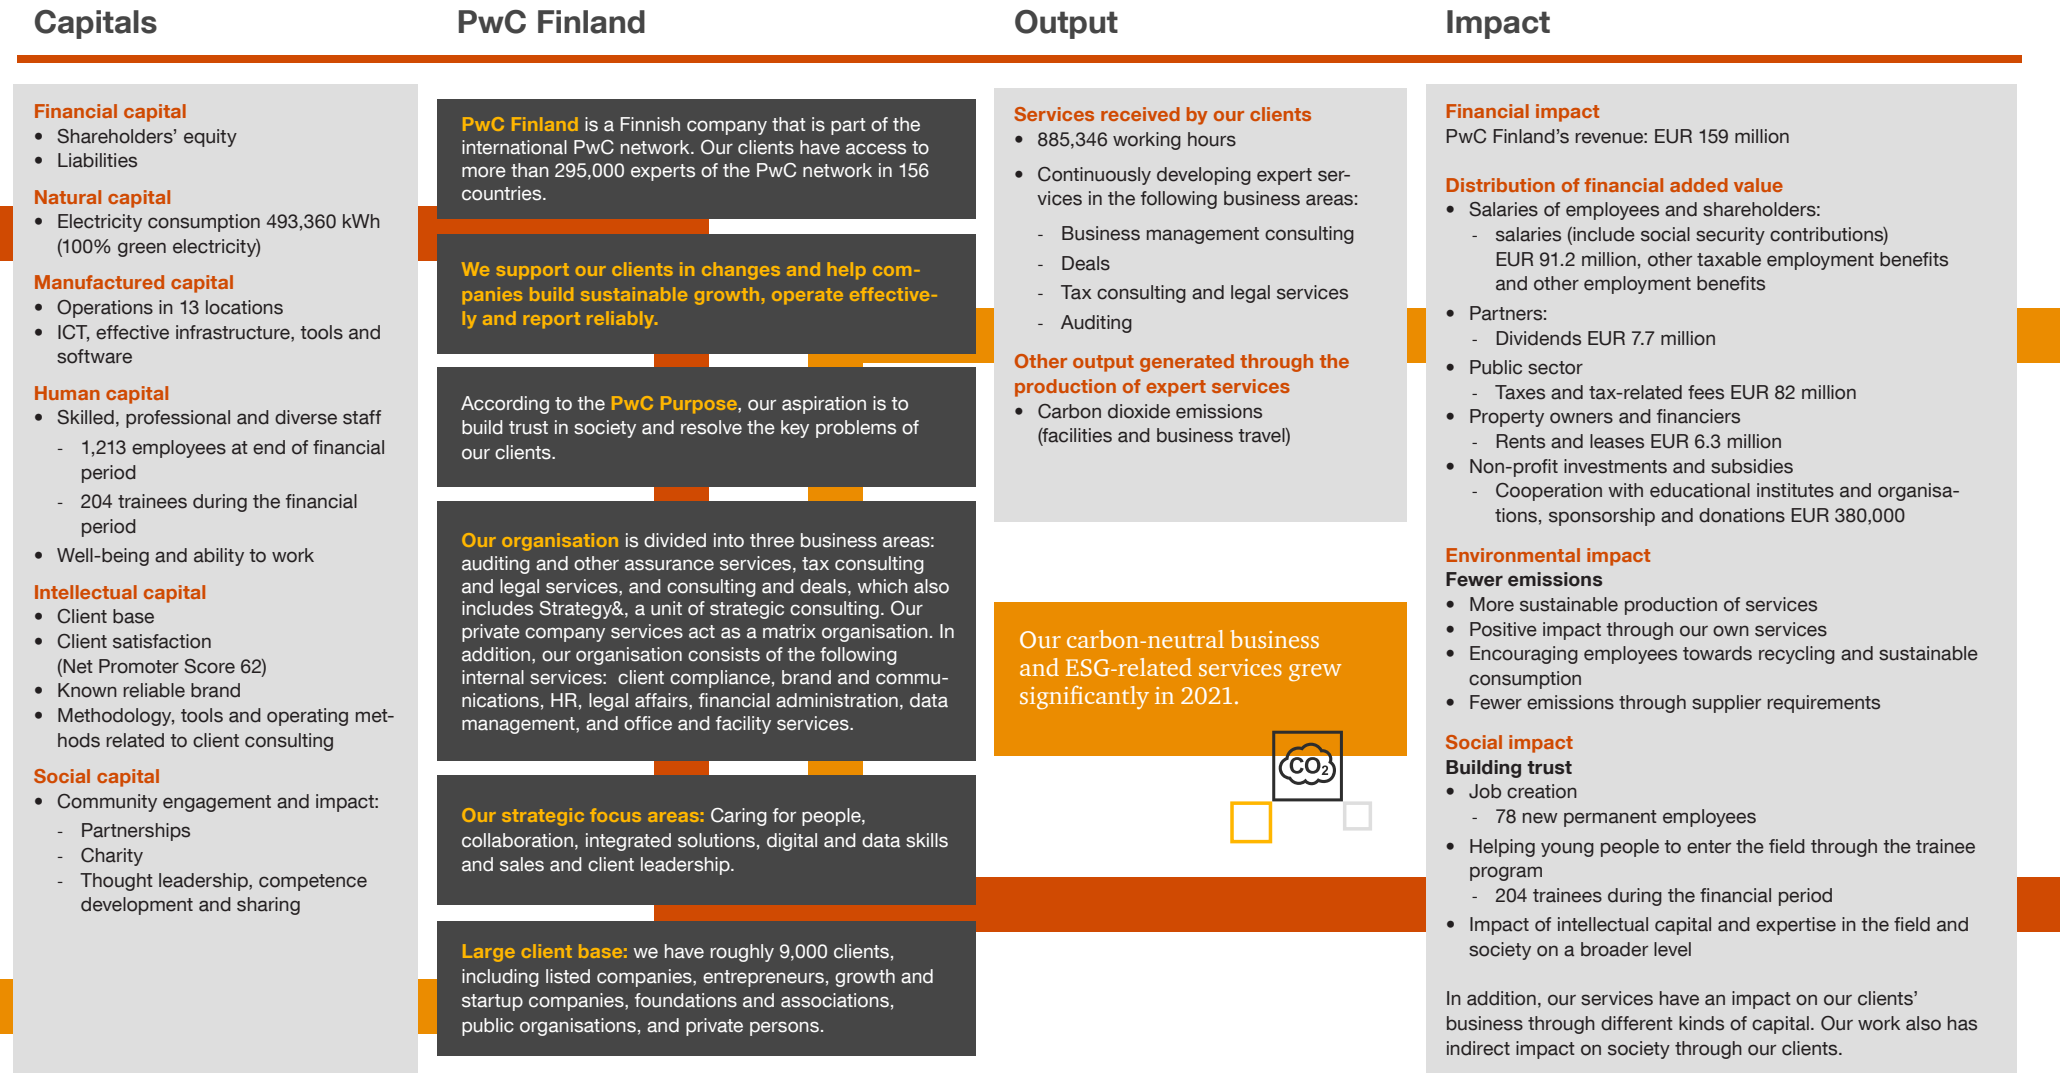 Capitals
PwC Finland
Output
Impact
Financial capital
• Shareholders’ equity
• Liabilities
Natural capital
• Electricity consumption 493,360 kWh
(100% green electricity)
Manufactured capital
• Operations in 13 locations
• ICT, effective infrastructure, tools and
software
Human capital
• Skilled, professional and diverse staff
- 1,213 employees at end of financial
period
- 204 trainees during the financial
period
• Well-being and ability to work
Intellectual capital
• Client base
• Client satisfaction
(Net Promoter Score 62)
• Known reliable brand
• Methodology, tools and operating met-
hods related to client consulting
Social capital
• Community engagement and impact:
- Partnerships
- Charity
- Thought leadership, competence
development and sharing
PwC Finland is a Finnish company that is part of the
international PwC network. Our clients have access to
more than 295,000 experts of the PwC network in 156
countries.
We support our clients in changes and help com-
panies build sustainable growth, operate effective-
ly and report reliably.
According to the PwC Purpose, our aspiration is to
build trust in society and resolve the key problems of
our clients.
Our organisation is divided into three business areas:
auditing and other assurance services, tax consulting
and legal services, and consulting and deals, which also
includes Strategy&, a unit of strategic consulting. Our
private company services act as a matrix organisation. In
addition, our organisation consists of the following
internal services: client compliance, brand and commu-
nications, HR, legal affairs, financial administration, data
management, and office and facility services.
Our strategic focus areas: Caring for people,
collaboration, integrated solutions, digital and data skills
and sales and client leadership.
Large client base: we have roughly 9,000 clients,
including listed companies, entrepreneurs, growth and
startup companies, foundations and associations,
public organisations, and private persons.
Services received by our clients
• 885,346 working hours
• Continuously developing expert ser-
vices in the following business areas:
- Business management consulting
- Deals
- Tax consulting and legal services
- Auditing
Other output generated through the
production of expert services
• Carbon dioxide emissions
(facilities and business travel)
Our carbon-neutral business
and ESG-related services grew
significantly in 2021.
CO2
Financial impact
PwC Finland’s revenue: EUR 159 million
Distribution of financial added value
• Salaries of employees and shareholders:
- salaries (include social security contributions)
EUR 91.2 million, other taxable employment benefits
and other employment benefits
• Partners:
- Dividends EUR 7.7 million
• Public sector
- Taxes and tax-related fees EUR 82 million
• Property owners and financiers
- Rents and leases EUR 6.3 million
• Non-profit investments and subsidies
- Cooperation with educational institutes and organisa-
tions, sponsorship and donations EUR 380,000
Environmental impact
Fewer emissions
• More sustainable production of services
• Positive impact through our own services
• Encouraging employees towards recycling and sustainable
consumption
• Fewer emissions through supplier requirements
Social impact
Building trust
• Job creation
- 78 new permanent employees
• Helping young people to enter the field through the trainee
program
- 204 trainees during the financial period
• Impact of intellectual capital and expertise in the field and
society on a broader level
In addition, our services have an impact on our clients’
business through different kinds of capital. Our work also has
indirect impact on society through our clients.